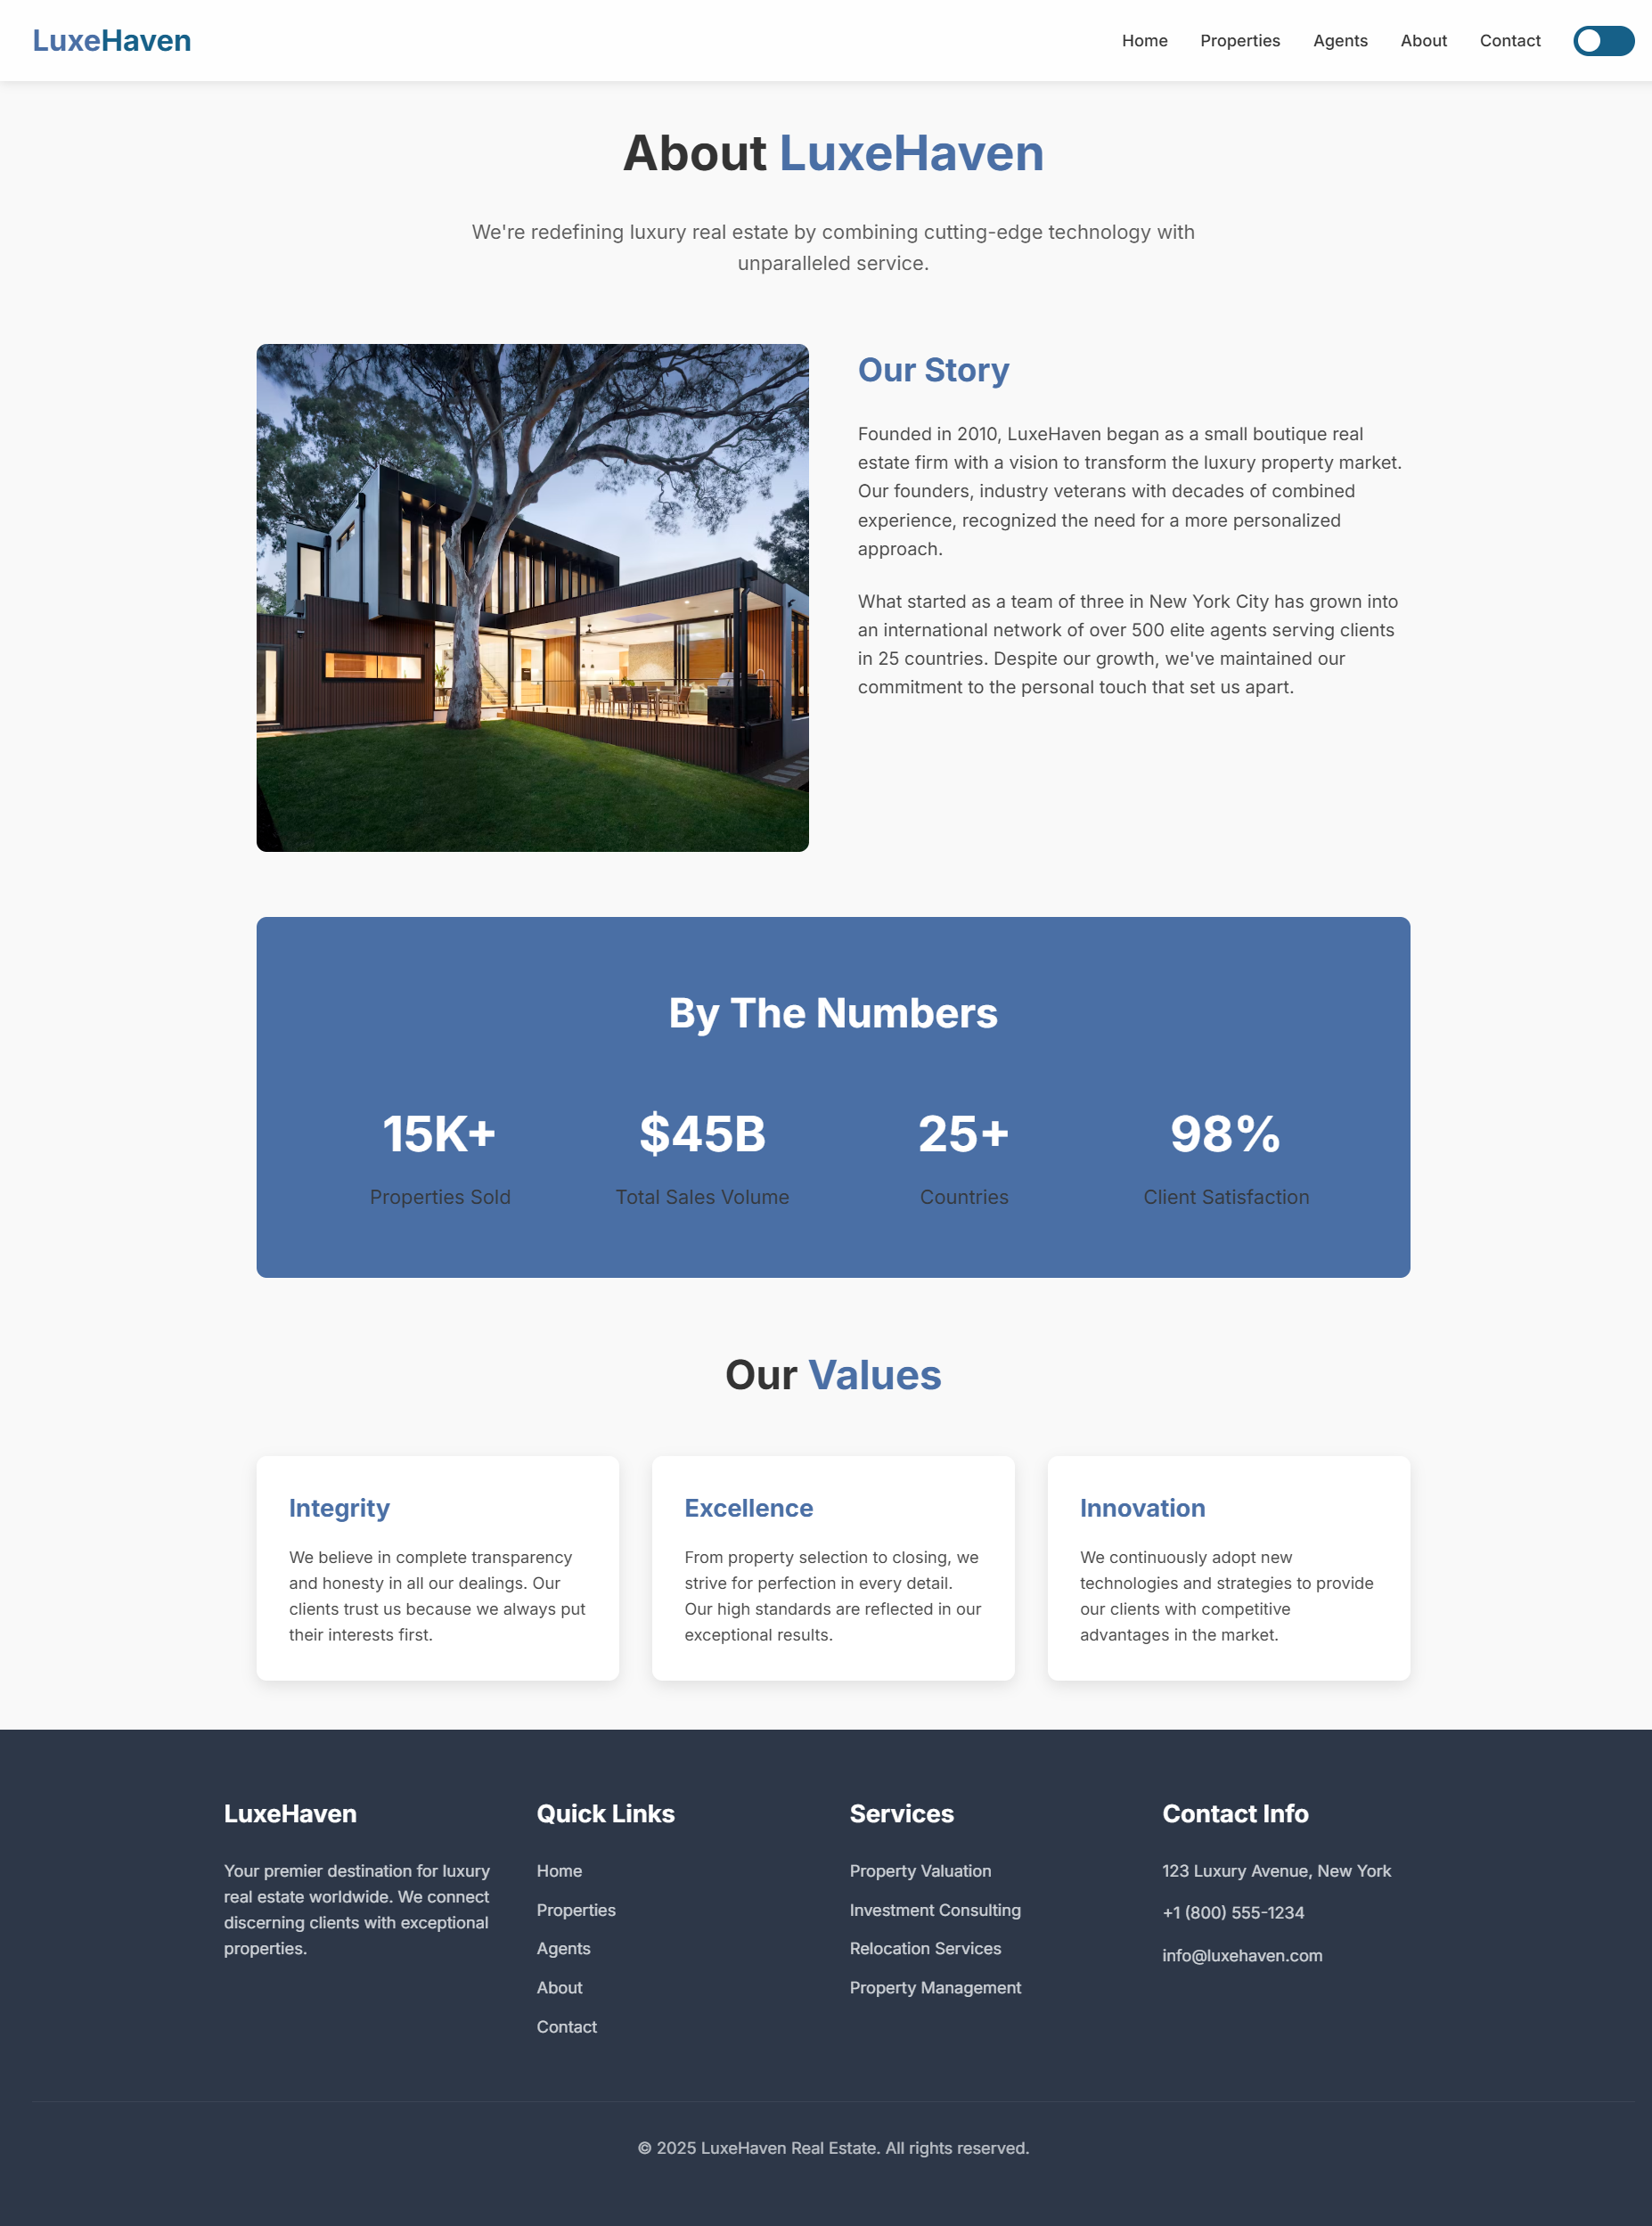 LuxeHaven
Home Properties Agents About Contact
About LuxeHaven
We're redefining luxury real estate by combining cutting-edge technology with
unparalleled service.
Our Story
Founded in 2010, LuxeHaven began as a small boutique real
estate firm with a vision to transform the luxury property market.
Our founders, industry veterans with decades of combined
experience, recognized the need for a more personalized
approach.
What started as a team of three in New York City has grown into
an international network of over 500 elite agents serving clients
in 25 countries. Despite our growth, we've maintained our
commitment to the personal touch that set us apart.
By The Numbers
15K+
Properties Sold
$45B
Total Sales Volume
25+
Countries
98%
Client Satisfaction
Our Values
Integrity
We believe in complete transparency
and honesty in all our dealings. Our
clients trust us because we always put
their interests first.
Excellence
From property selection to closing, we
strive for perfection in every detail.
Our high standards are reflected in our
exceptional results.
Innovation
We continuously adopt new
technologies and strategies to provide
our clients with competitive
advantages in the market.
LuxeHaven
Your premier destination for luxury
real estate worldwide. We connect
discerning clients with exceptional
properties.
Quick Links
Home
Properties
Agents
About
Contact
Services
Property Valuation
Investment Consulting
Relocation Services
Property Management
Contact Info
123 Luxury Avenue, New York
+1 (800) 555-1234
info@luxehaven.com
© 2025 LuxeHaven Real Estate. All rights reserved.